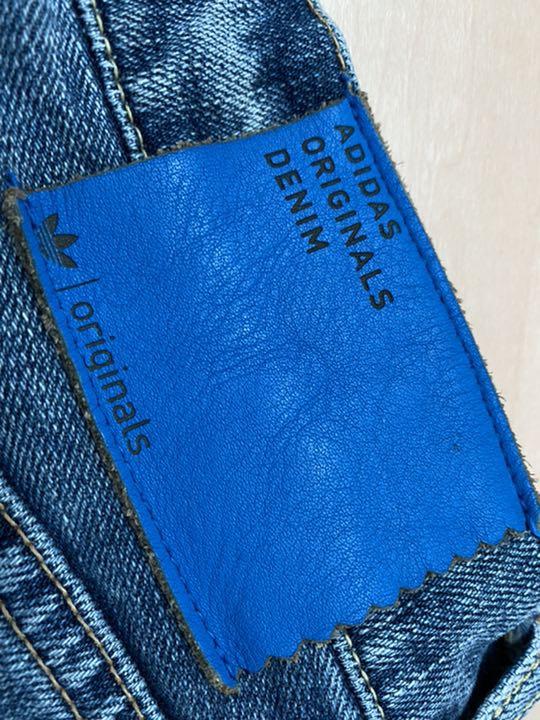 ADIDAS
ORIGINALS
DENIM
| originals